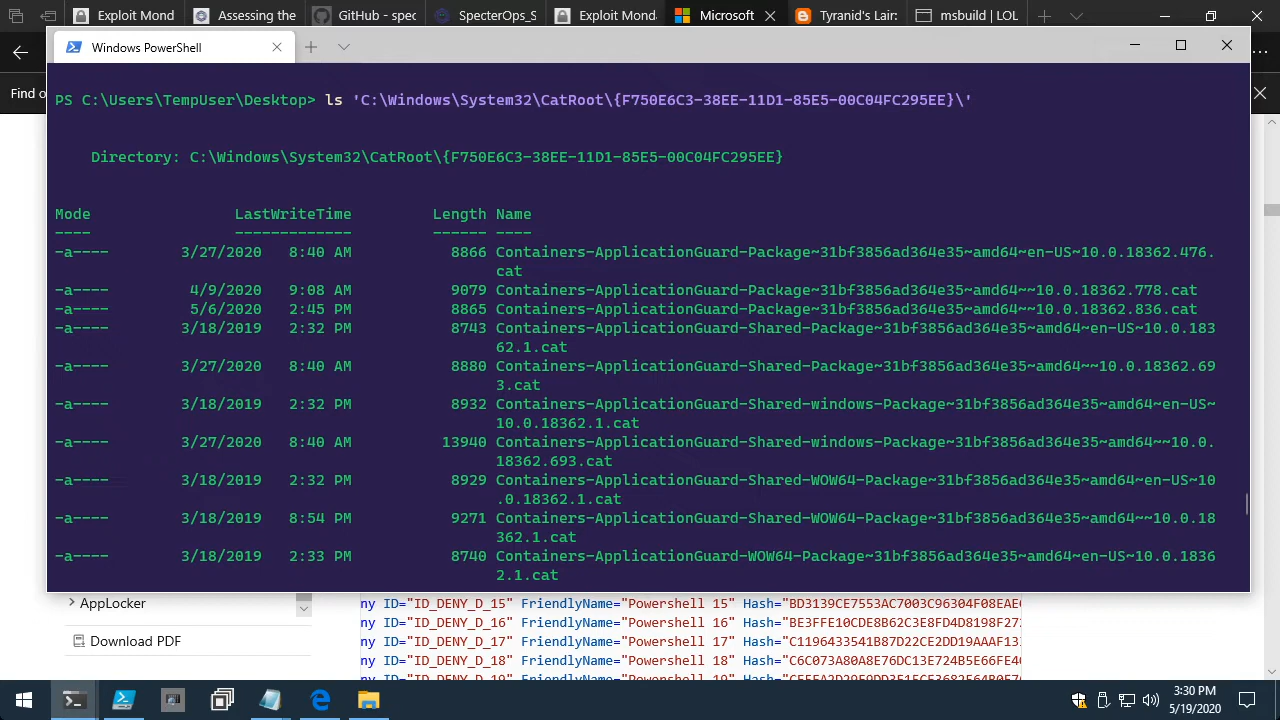 Exploit Mond
Assessing the
GitHub - spec
SpecterOps_S
Exploit Mond
Microsoft
Tyranid's Lair
msbuild | LOL
Windows PowerShell
Find o
PS C:\Users\TempUser\Desktop> ls 'C:\Windows\System32\CatRoot\{F750E6C3-38EE-11D1-85E5-00C04FC295EE}\'
Directory: C:\Windows\System32\CatRoot\{F750E6C3-38EE-11D1-85E5-00C04FC295EE}
Mode LastWriteTime Length Name
---- ------------- ------ ----
-a---- 3/27/2020 8:40 AM 8866 Containers-ApplicationGuard-Package~31bf3856ad364e35~amd64~en-US~10.0.18362.476.
cat
-a---- 4/9/2020 9:08 AM 9079 Containers-ApplicationGuard-Package~31bf3856ad364e35~amd64~~10.0.18362.778.cat
-a---- 5/6/2020 2:45 PM 8865 Containers-ApplicationGuard-Package~31bf3856ad364e35~amd64~~10.0.18362.836.cat
-a---- 3/18/2019 2:32 PM 8743 Containers-ApplicationGuard-Shared-Package~31bf3856ad364e35~amd64~en-US~10.0.183
62.1.cat
-a---- 3/27/2020 8:40 AM 8880 Containers-ApplicationGuard-Shared-Package~31bf3856ad364e35~amd64~~10.0.18362.69
3.cat
-a---- 3/18/2019 2:32 PM 8932 Containers-ApplicationGuard-Shared-windows-Package~31bf3856ad364e35~amd64~en-US~
10.0.18362.1.cat
-a---- 3/27/2020 8:40 AM 13940 Containers-ApplicationGuard-Shared-windows-Package~31bf3856ad364e35~amd64~~10.0.
18362.693.cat
-a---- 3/18/2019 2:32 PM 8929 Containers-ApplicationGuard-Shared-WOW64-Package~31bf3856ad364e35~amd64~en-US~10
.0.18362.1.cat
-a---- 3/18/2019 8:54 PM 9271 Containers-ApplicationGuard-Shared-WOW64-Package~31bf3856ad364e35~amd64~~10.0.18
362.1.cat
-a---- 3/18/2019 2:33 PM 8740 Containers-ApplicationGuard-WOW64-Package~31bf3856ad364e35~amd64~en-US~10.0.1836
2.1.cat
AppLocker
Download PDF
ny ID="ID_DENY_D_15" FriendlyName="Powershell 15" Hash="BD3139CE7553AC7003C96304F08EAE
ny ID="ID_DENY_D_16" FriendlyName="Powershell 16" Hash="BE3FFE10CDE8B62C3E8FD4D8198F27
ny ID="ID_DENY_D_17" FriendlyName="Powershell 17" Hash="C1196433541B87D22CE2DD19AAAF13
ny ID="ID_DENY_D_18" FriendlyName="Powershell 18" Hash="C6C073A80A8E76DC13E724B5E66FE4
3:30 PM
5/19/2020